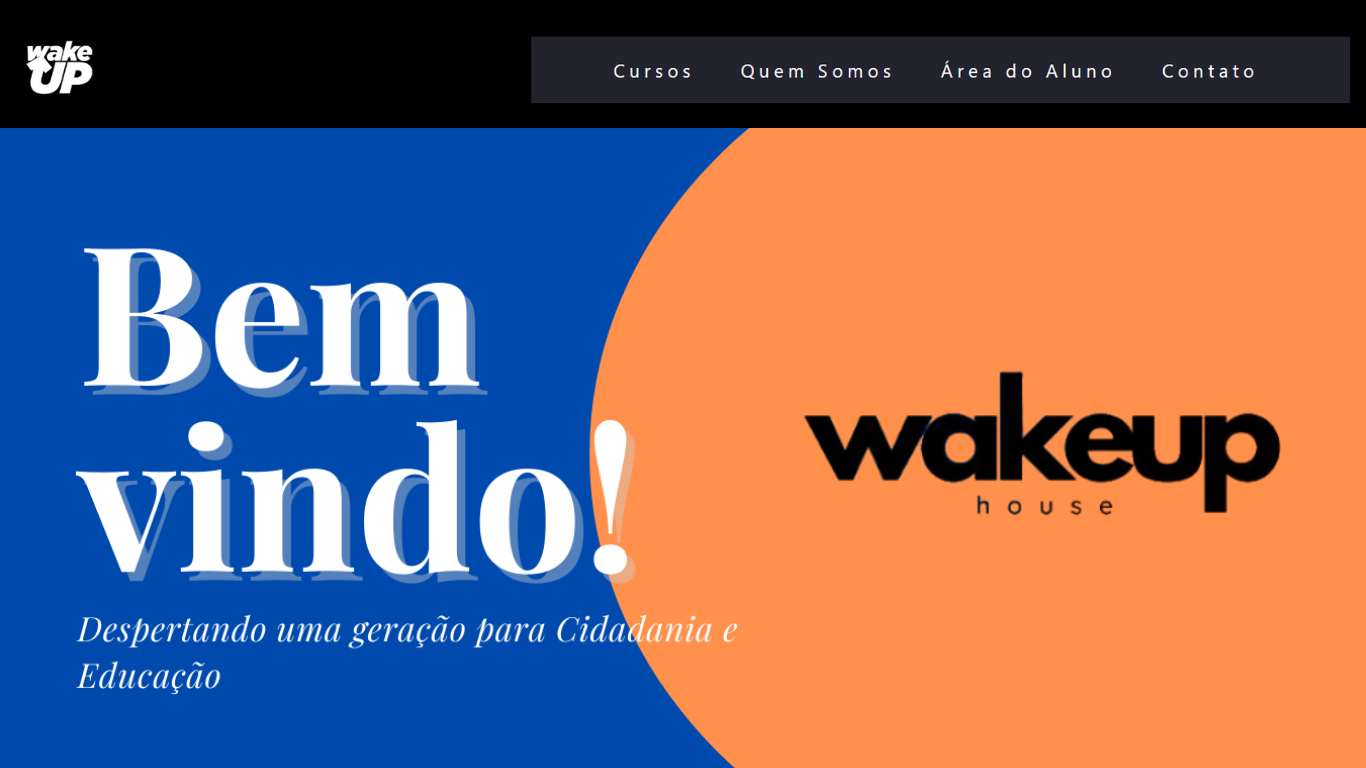 wake
UP
Cursos Quem Somos Área do Aluno Contato
Bem
vindo!
Despertando uma geração para Cidadania e
Educação
wakeup
house